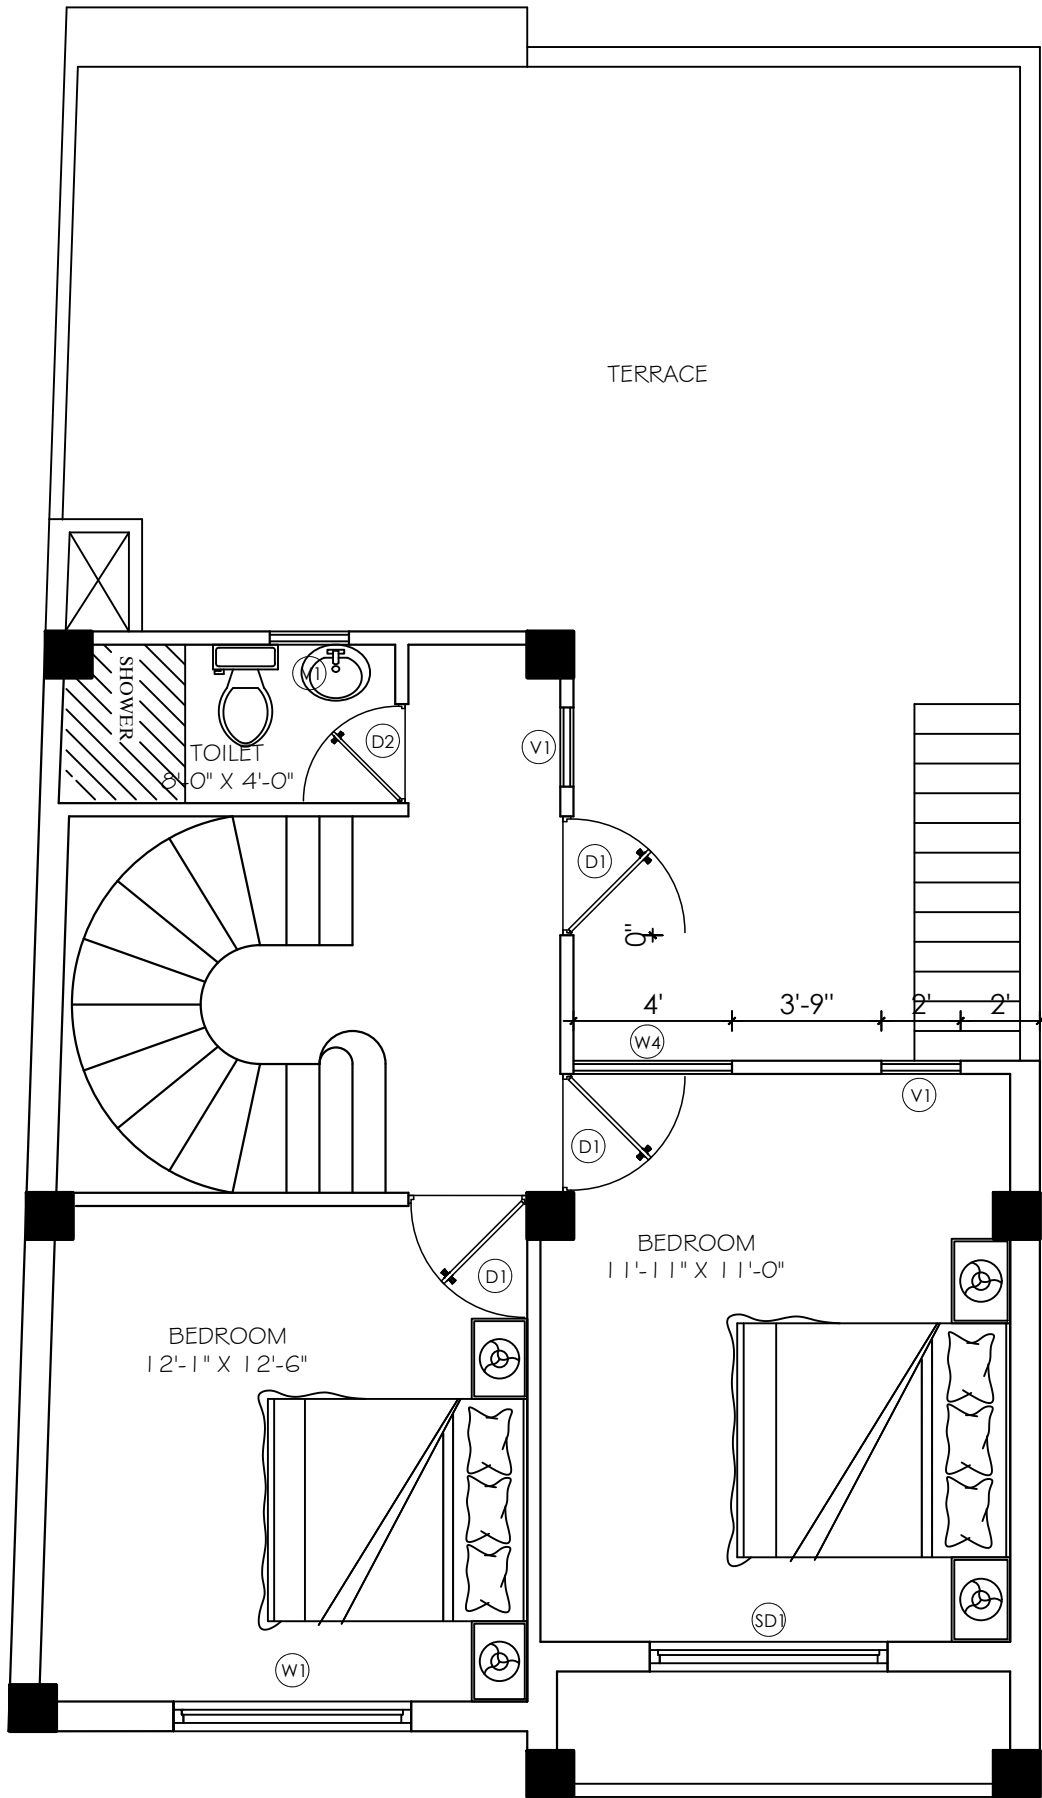 TERRACE
SHOWER
V1
D2
V1
TOILET
8'-0" X 4'-0"
D1
0"
4'
3'-9"
2'
2'
W4
V1
D1
BEDROOM
11'-11" X 11'-0"
D1
BEDROOM
12'-1" X 12'-6"
SD1
W1